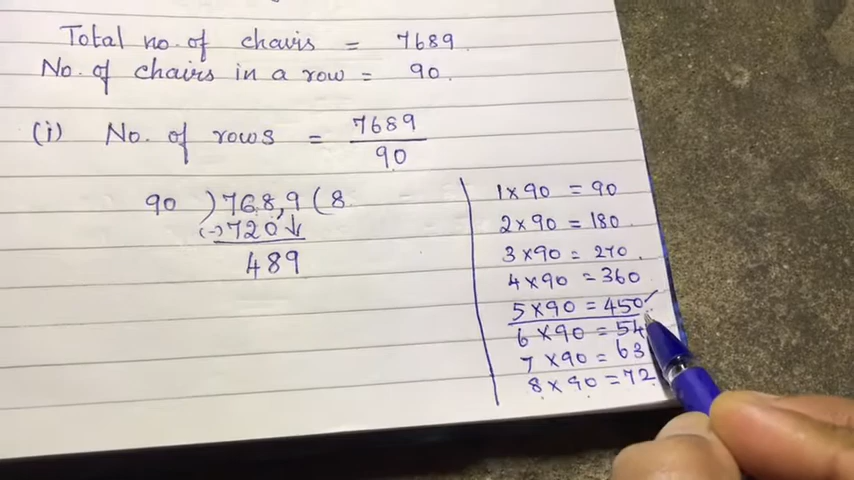 Total no. of chairs = 7689
No. of chairs in a row = 90.
(i) No. of rows = 7689
90
90 ) 768,9 ( 8
(-) 720 ↓
489
1 x 90 = 90
2 x 90 = 180
3 x 90 = 270
4 x 90 = 360
5 x 90 = 450 ✓
6 x 90 = 54
7 x 90 = 63
8 x 90 = 72